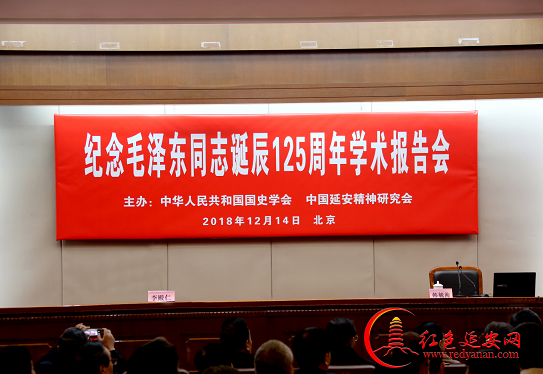 纪念毛泽东同志诞辰125周年学术报告会
主办：中华人民共和国国史学会 中国延安精神研究会
2018年12月14日 北京
李殿仁
红色延安网
www.redyanan.com